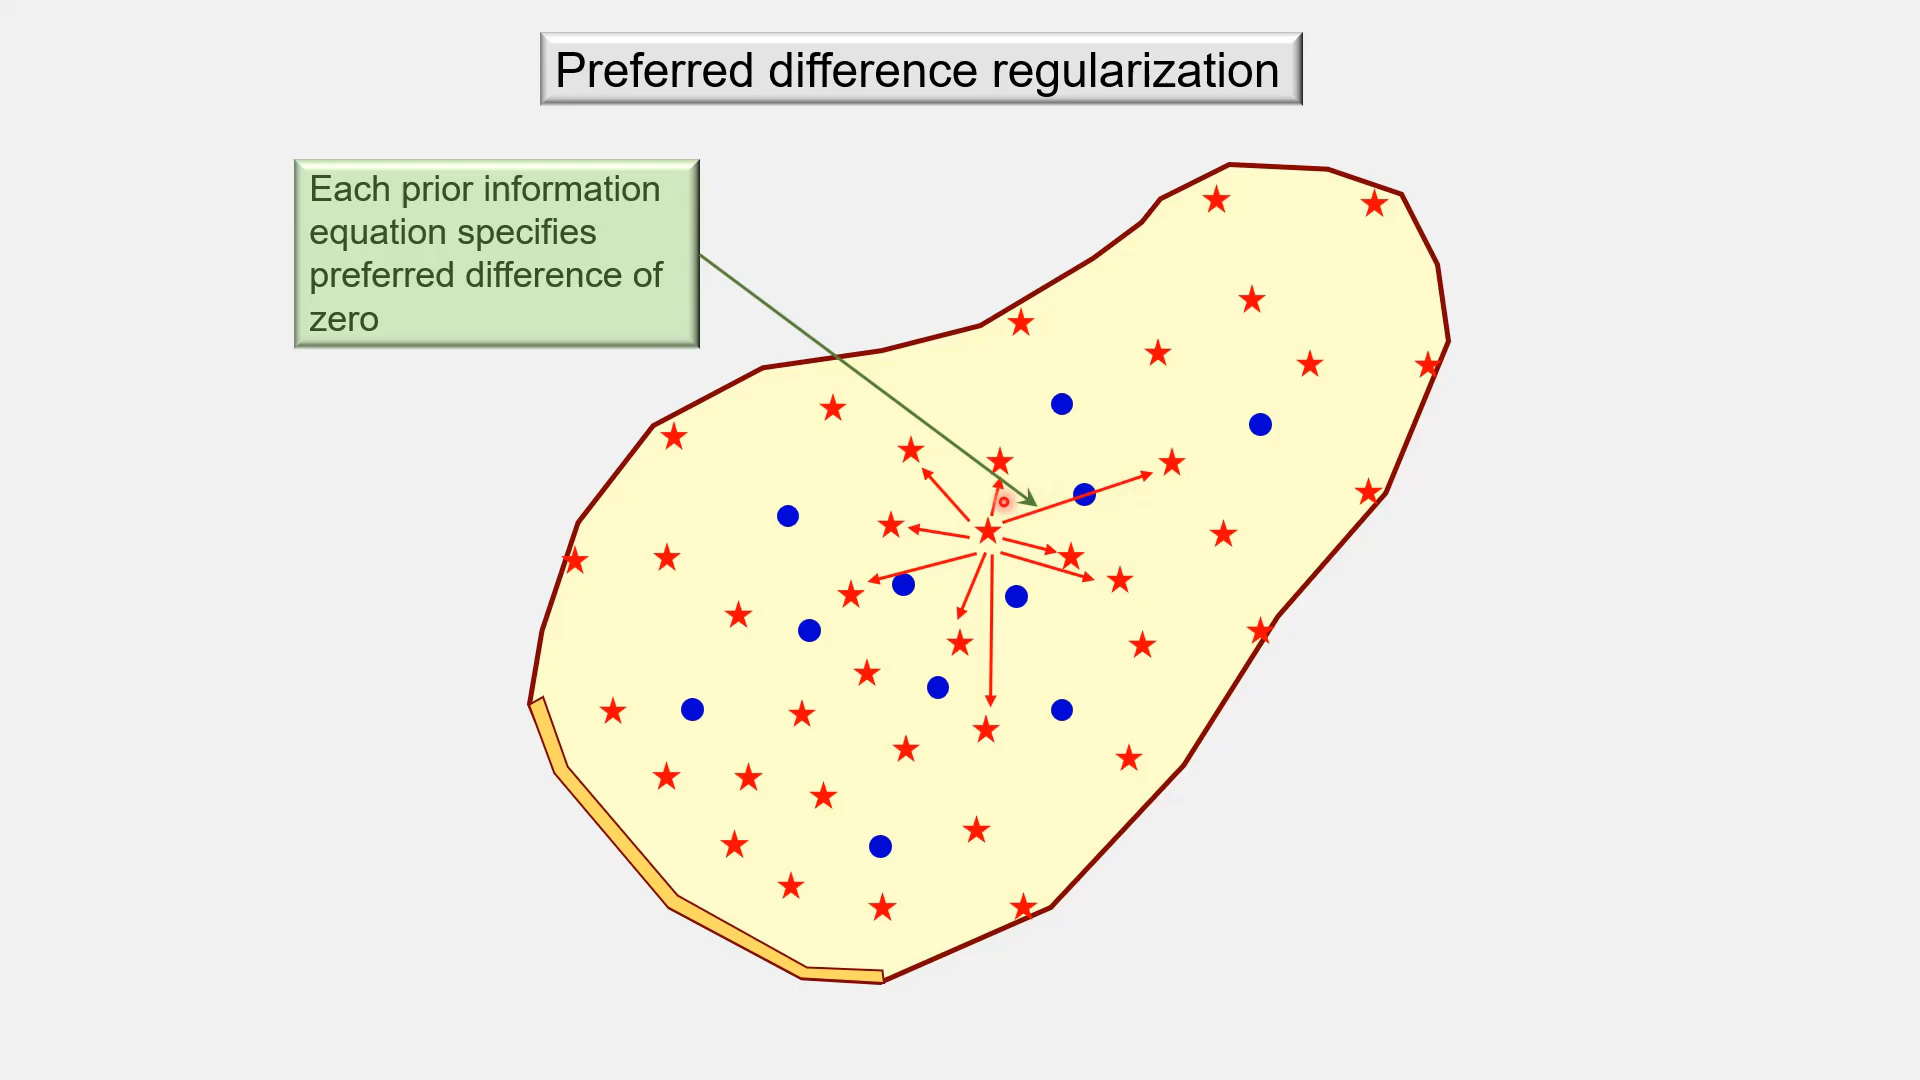 Preferred difference regularization
Each prior information
equation specifies
preferred difference of
zero